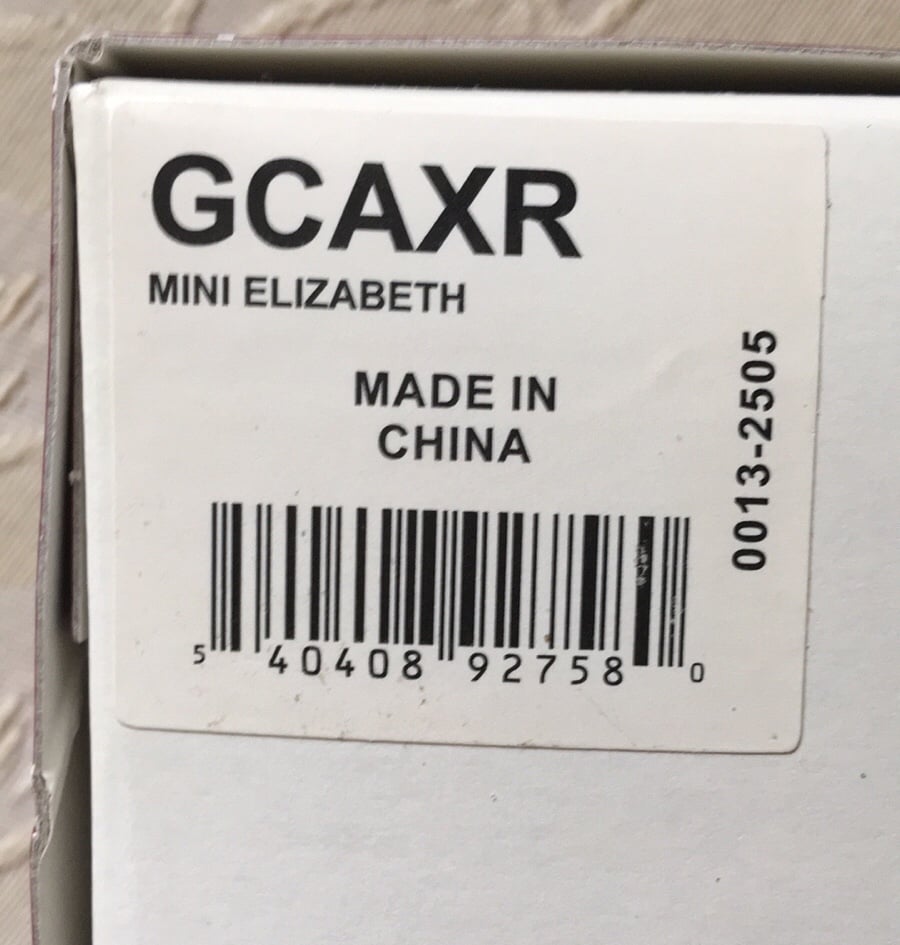 GCAXR
MINI ELIZABETH
MADE IN
CHINA
0013-2505
5 40408 92758 0